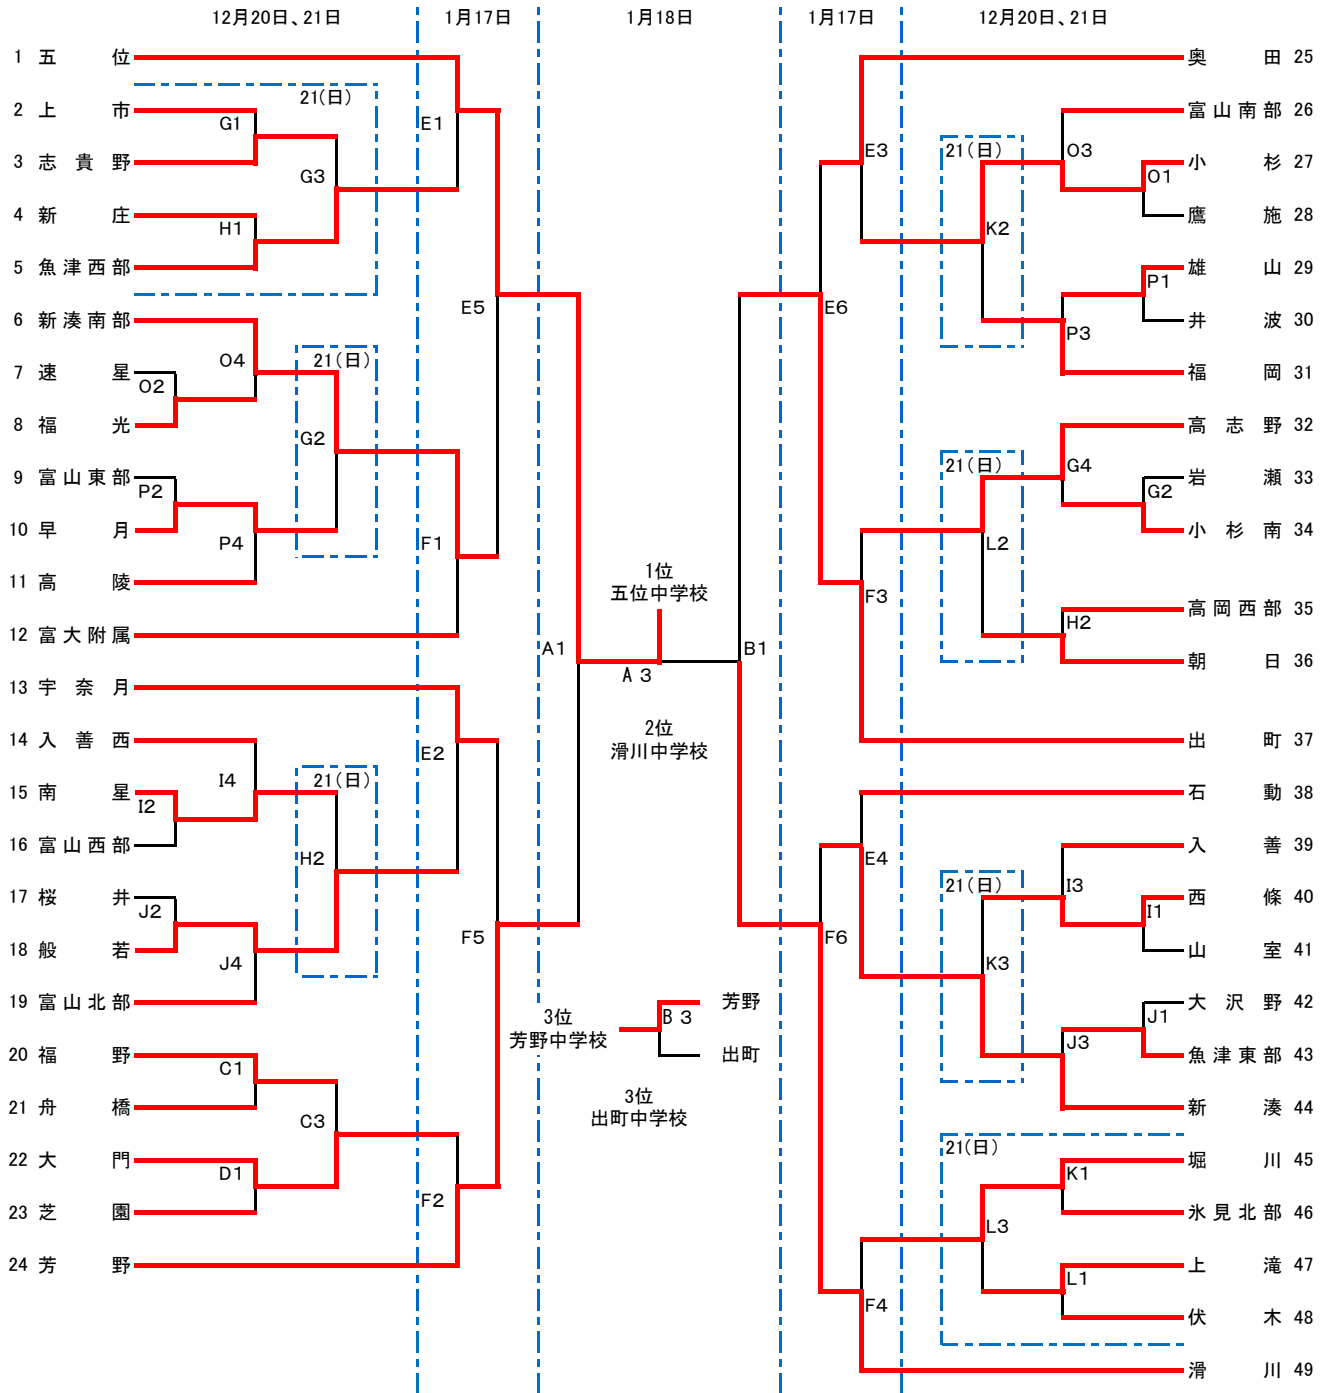 12月20日、21日
1月17日
1月18日
1月17日
12月20日、21日
1 五位
2 上市
3 志貴野
4 新庄
5 魚津西部
6 新湊南部
7 速星
8 福光
9 富山東部
10 早月
11 高陵
12 富大附属
13 宇奈月
14 入善西
15 南星
16 富山西部
17 桜井
18 般若
19 富山北部
20 福野
21 舟橋
22 大門
23 芝園
24 芳野
21(日)
G1
G3
H1
O4
O2
21(日)
G2
P2
P4
I4
I2
21(日)
H2
J2
J4
C1
C3
D1
E1
E5
F1
E2
F5
F2
A1
1位
五位中学校
A3
2位
滑川中学校
3位
芳野中学校
B3
芳野
出町
3位
出町中学校
B1
E3
E6
F3
E4
F6
F4
21(日)
O3
O1
K2
P1
P3
21(日)
G4
G2
L2
H2
21(日)
I3
I1
K3
J1
J3
21(日)
K1
L3
L1
奥田 25
富山南部 26
小杉 27
鷹施 28
雄山 29
井波 30
福岡 31
高志野 32
岩瀬 33
小杉南 34
高岡西部 35
朝日 36
出町 37
石動 38
入善 39
西條 40
山室 41
大沢野 42
魚津東部 43
新湊 44
堀川 45
氷見北部 46
上滝 47
伏木 48
滑川 49